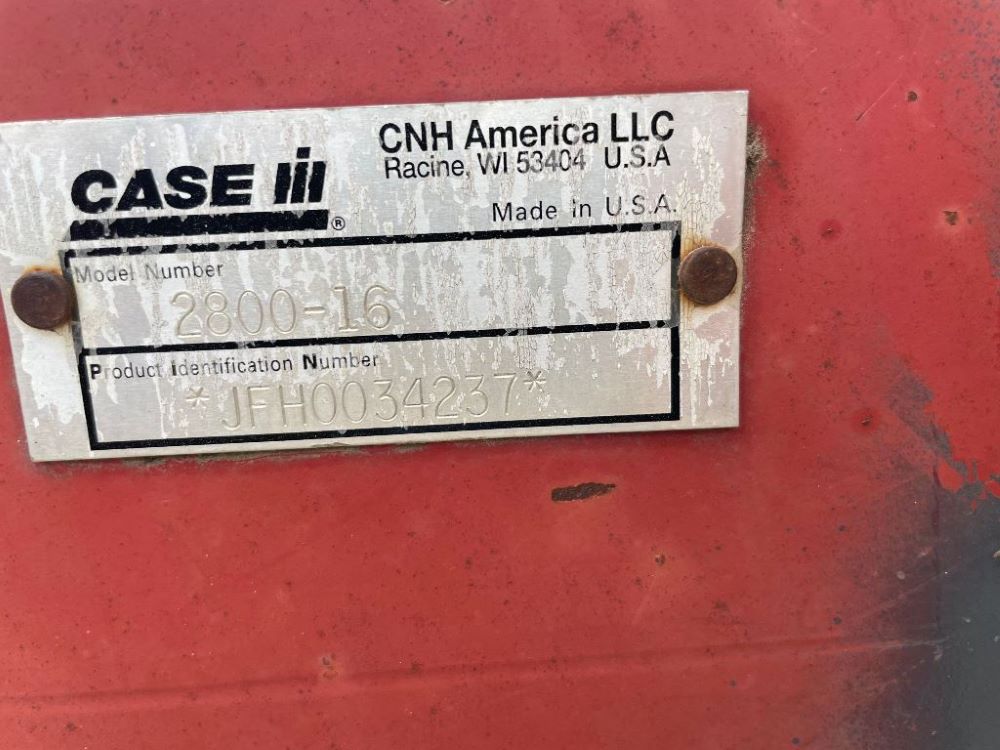 CNH America LLC
Racine, WI 53404 U.S.A
CASE IH
®
Made in U.S.A.
Model Number
2800-16
Product Identification Number
*JFH0034237*